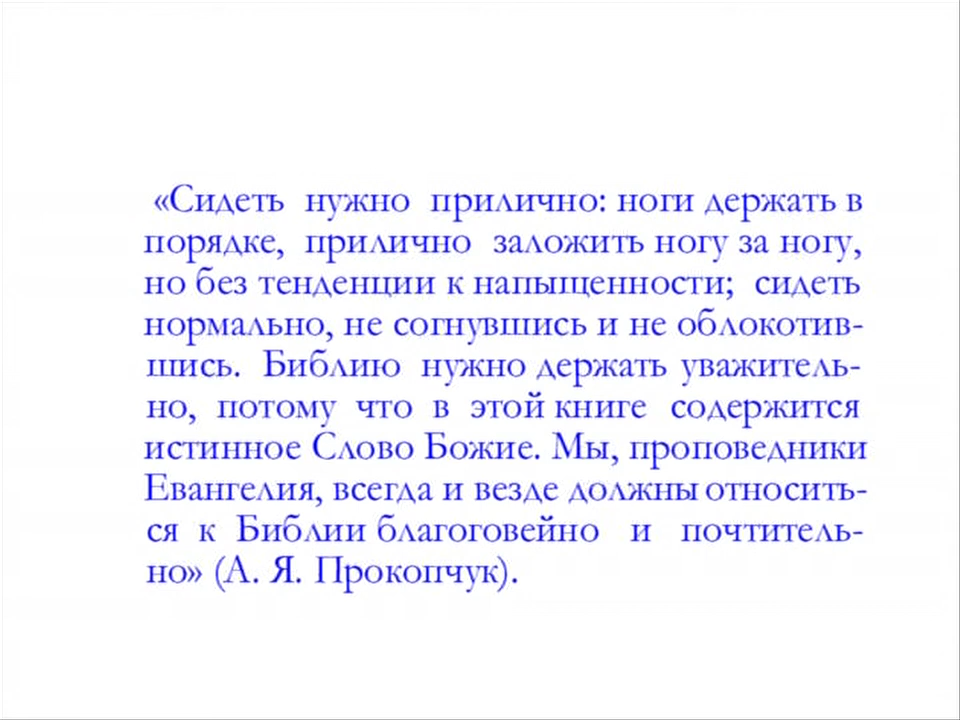 «Сидеть нужно прилично: ноги держать в
порядке, прилично заложить ногу за ногу,
но без тенденции к напыщенности; сидеть
нормально, не согнувшись и не облокотив-
шись. Библию нужно держать уважитель-
но, потому что в этой книге содержится
истинное Слово Божие. Мы, проповедники
Евангелия, всегда и везде должны относить-
ся к Библии благоговейно и почтитель-
но» (А. Я. Прокопчук).